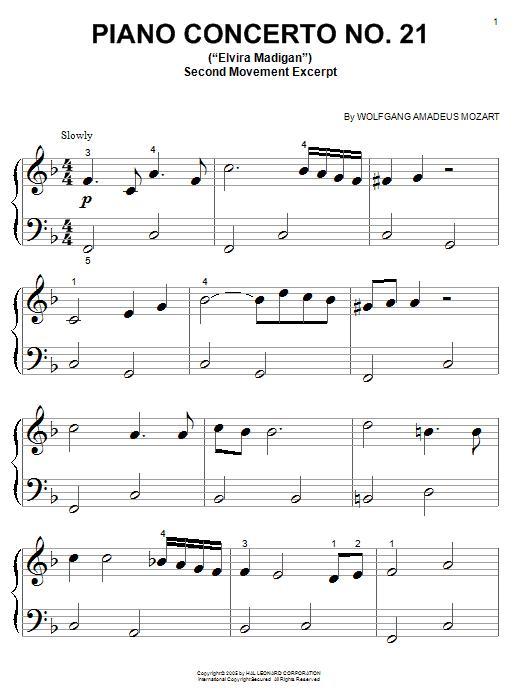 1
PIANO CONCERTO NO. 21
(“Elvira Madigan”)
Second Movement Excerpt
By WOLFGANG AMADEUS MOZART
Slowly
3 4 4
p
5
1 4
4 3 1 2 1
Copyright © 2005 by HAL LEONARD CORPORATION
International Copyright Secured All Rights Reserved